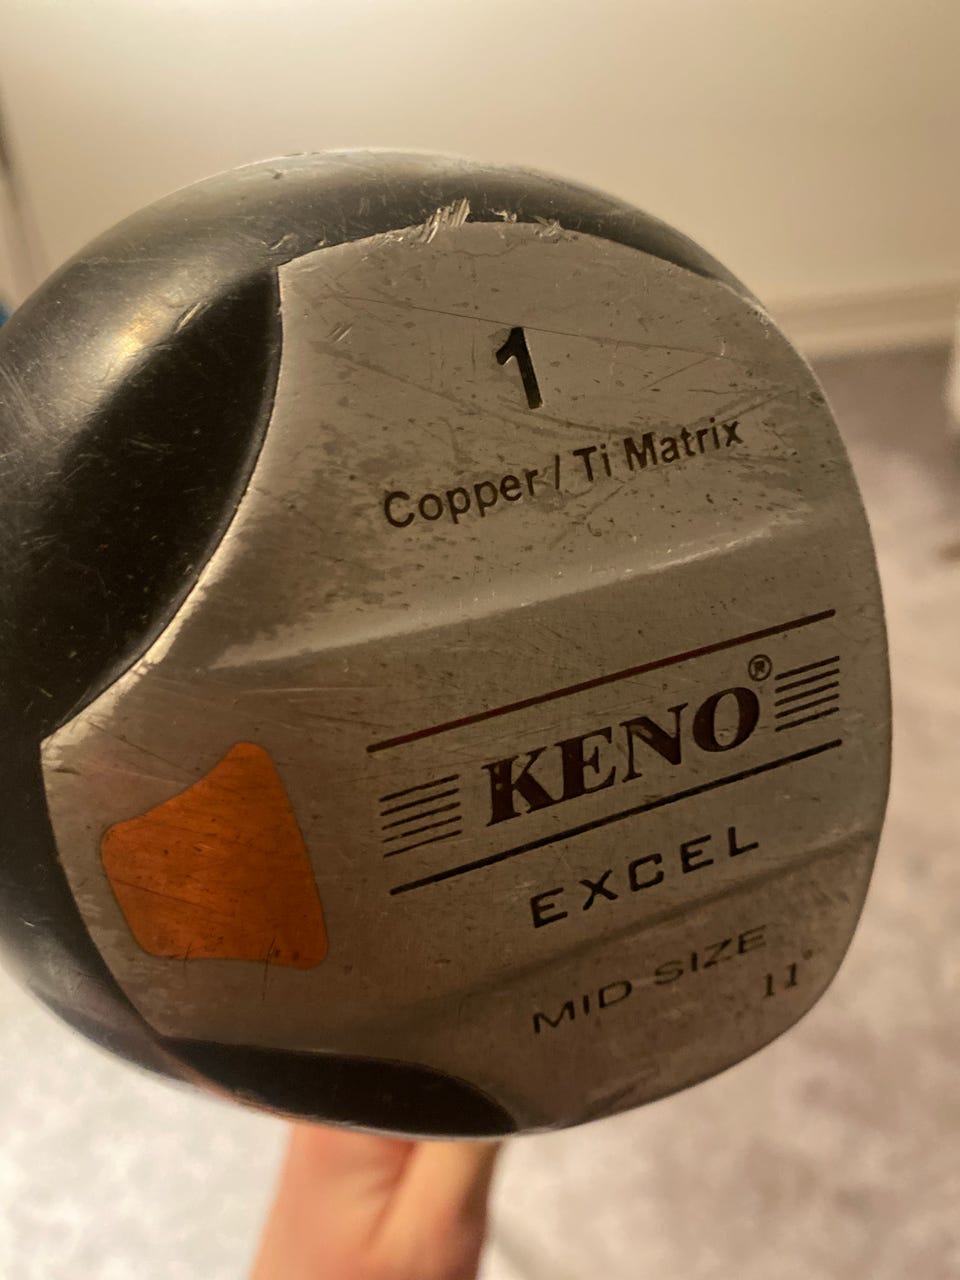 1
Copper / Ti Matrix
KENO®
EXCEL
MID SIZE
11°